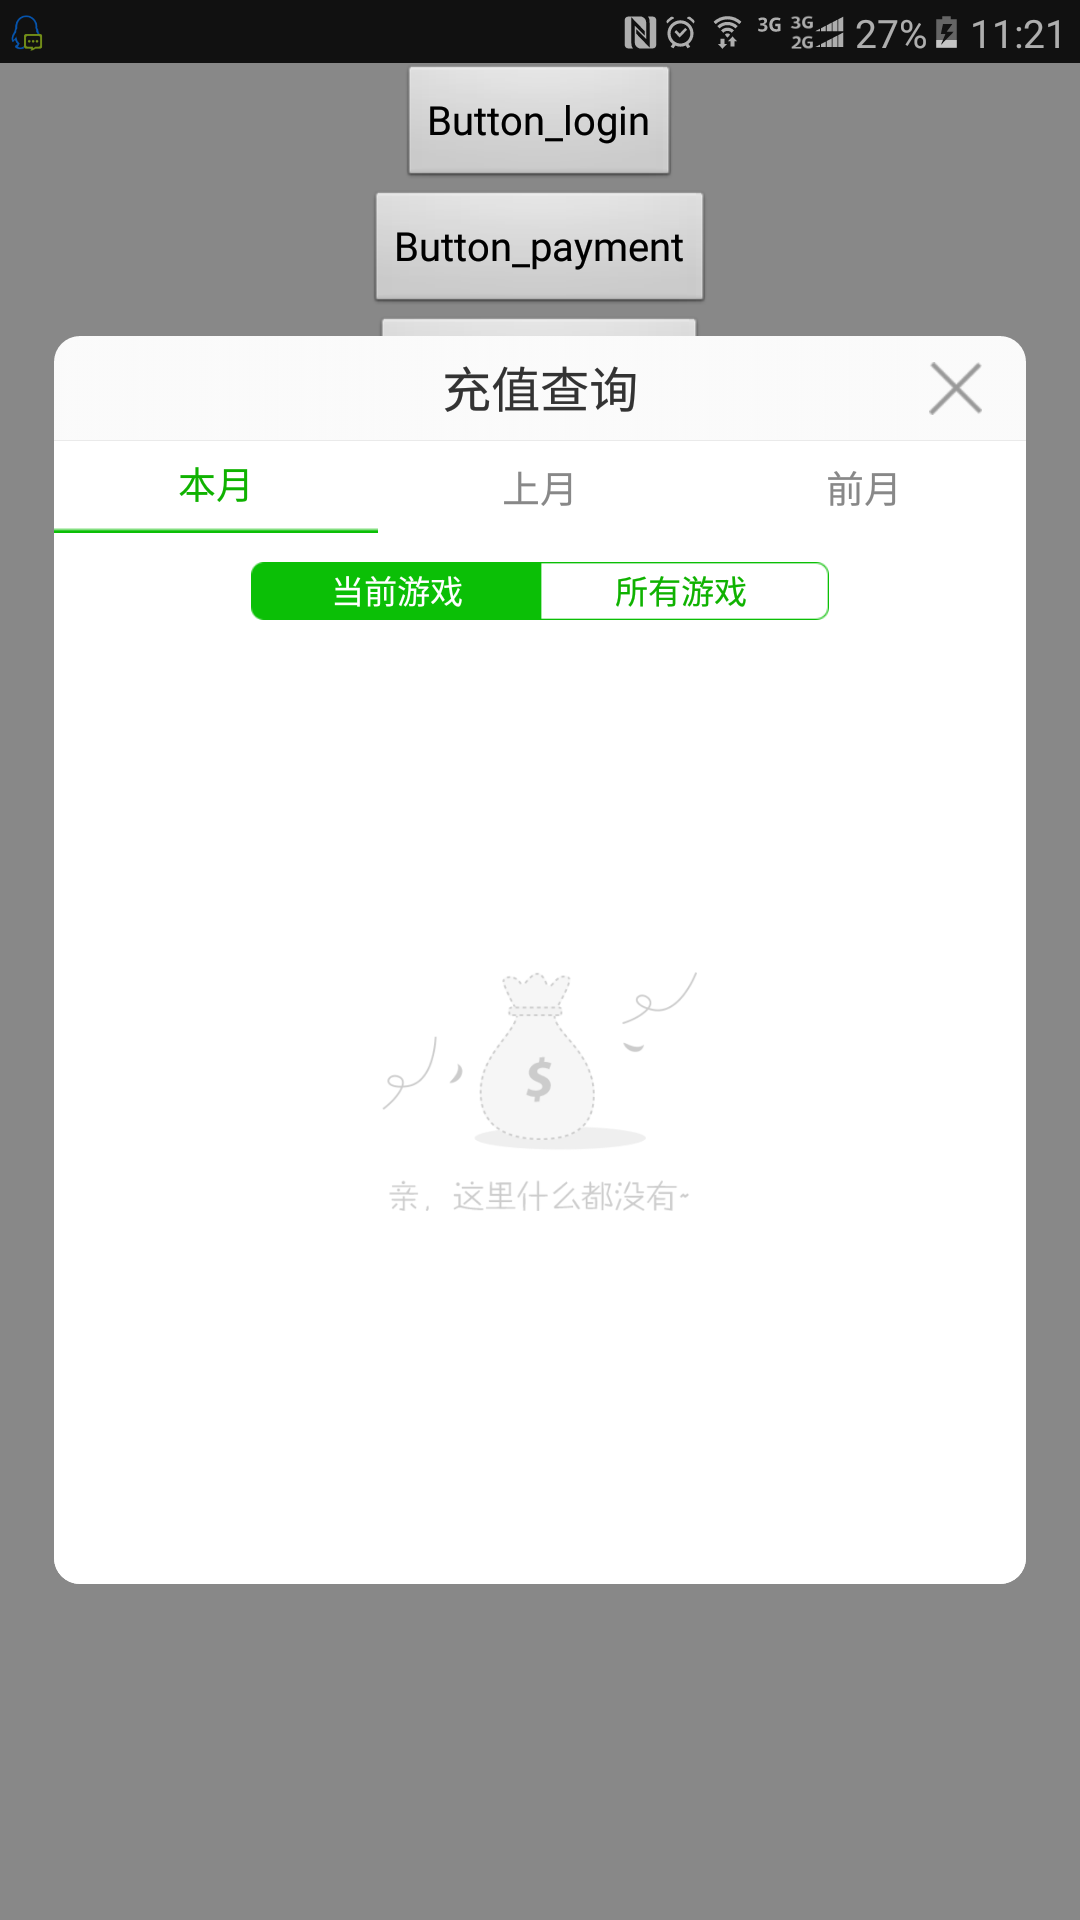 3G 3G 2G 27% 11:21
Button_login
Button_payment
充值查询
本月 上月 前月
当前游戏 所有游戏
$
亲，这里什么都没有~